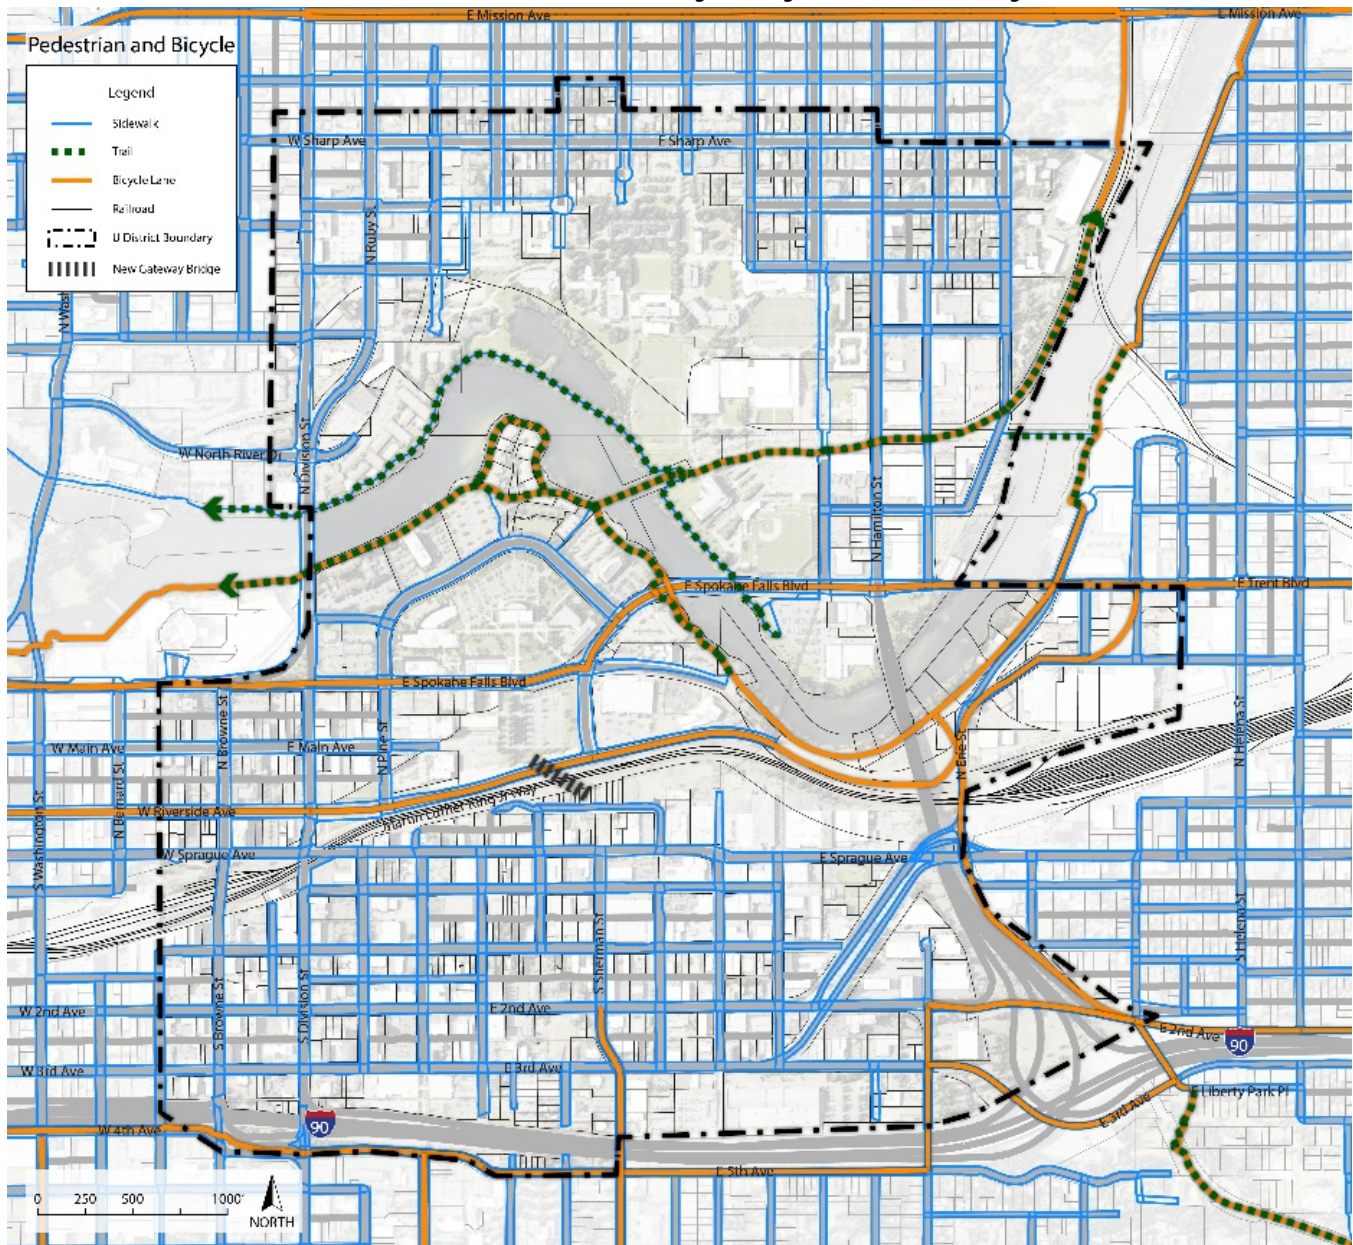 E Mission Ave
E Mission Ave
Pedestrian and Bicycle
Legend
Sidewalk
Trail
Bicycle Lane
Railroad
U District Boundary
New Gateway Bridge
W Sharp Ave
E Sharp Ave
N Ruby St
N Wash
N Division St
W North River Dr
N Hamilton St
E Spokane Falls Blvd
E Trent Blvd
E Spokane Falls Blvd
N Browne St
N Pine St
N Erie St
N Helena St
W Main Ave
E Main Ave
N Bernard St
W Riverside Ave
Martin Luther King Jr Way
S Washington St
W Sprague Ave
E Sprague Ave
S Sherman St
S Helena St
S Browne St
S Division St
W 2nd Ave
E 2nd Ave
E 2nd Ave
90
W 3rd Ave
E 3rd Ave
E Liberty Park Pl
E 3rd Ave
90
W 4th Ave
E 5th Ave
0 250 500 1000'
NORTH